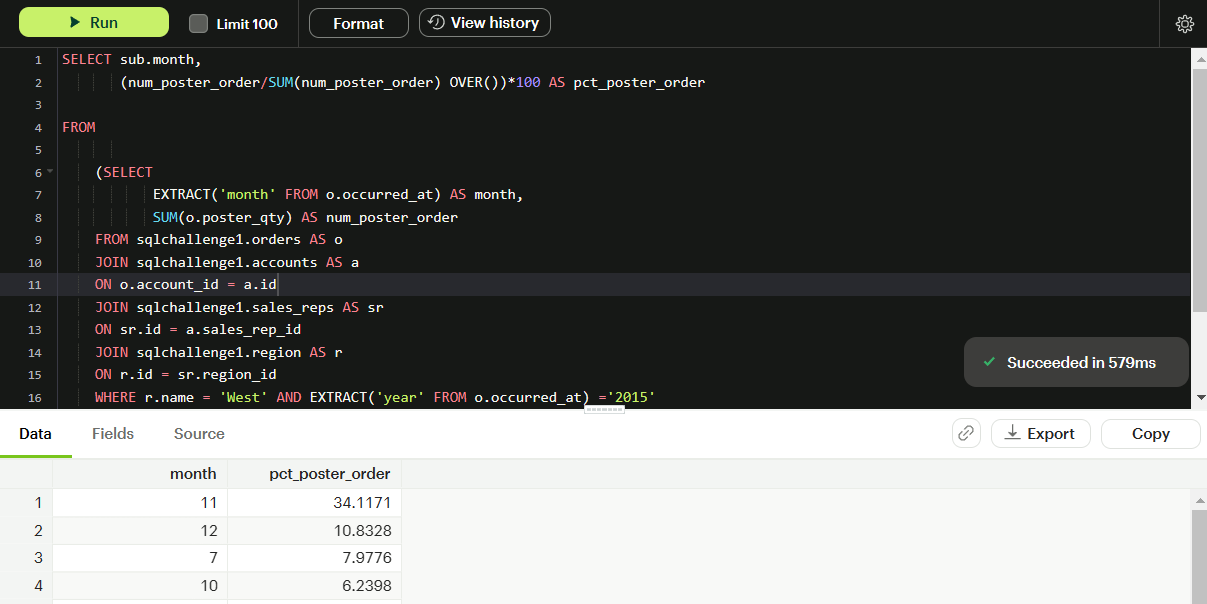 Run Limit 100 Format View history
1 SELECT sub.month,
2 (num_poster_order/SUM(num_poster_order) OVER())*100 AS pct_poster_order
3
4 FROM
5
6 (SELECT
7 EXTRACT('month' FROM o.occurred_at) AS month,
8 SUM(o.poster_qty) AS num_poster_order
9 FROM sqlchallenge1.orders AS o
10 JOIN sqlchallenge1.accounts AS a
11 ON o.account_id = a.id
12 JOIN sqlchallenge1.sales_reps AS sr
13 ON sr.id = a.sales_rep_id
14 JOIN sqlchallenge1.region AS r
15 ON r.id = sr.region_id
16 WHERE r.name = 'West' AND EXTRACT('year' FROM o.occurred_at) ='2015'
Succeeded in 579ms
Data Fields Source Export Copy
month pct_poster_order
1 11 34.1171
2 12 10.8328
3 7 7.9776
4 10 6.2398